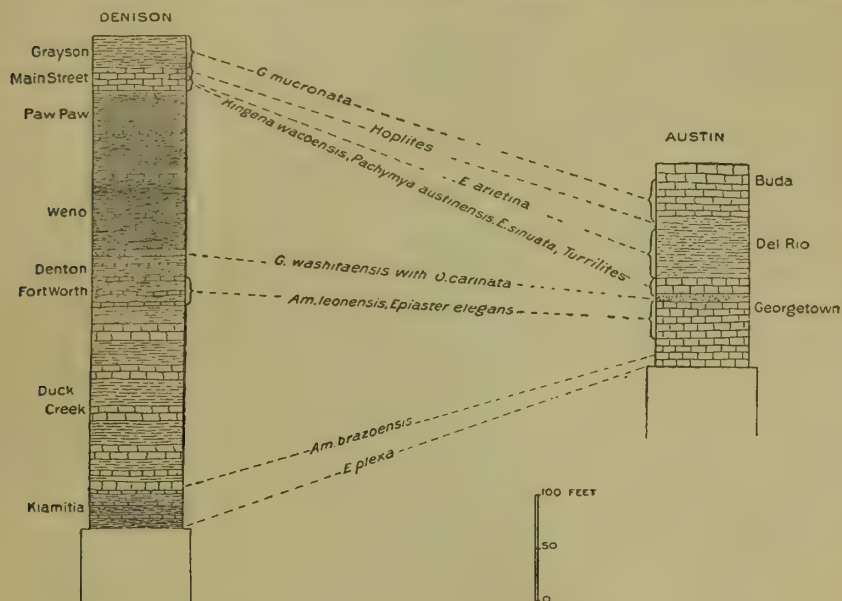 DENISON
Grayson
Main Street
Paw Paw
Weno
Denton
Fort Worth
Duck
Creek
Kiamitia
G mucronata
Hoplites
E arietina
Kingena wacoensis, Pachymya austinensis, E. sinuata, Turrilites
G. washitaensis with O. carinata
Am. leonensis, Epiaster elegans
Am. brazoensis
E plexa
AUSTIN
Buda
Del Rio
Georgetown
100 FEET
50
0